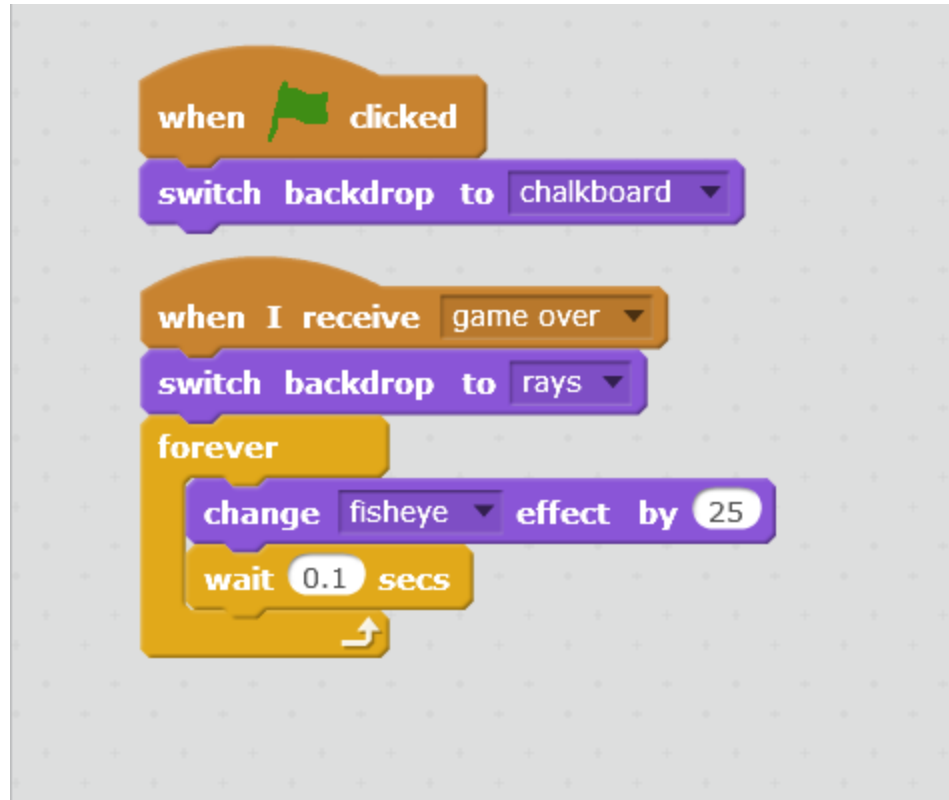 when clicked
switch backdrop to chalkboard
when I receive game over
switch backdrop to rays
forever
change fisheye effect by 25
wait 0.1 secs